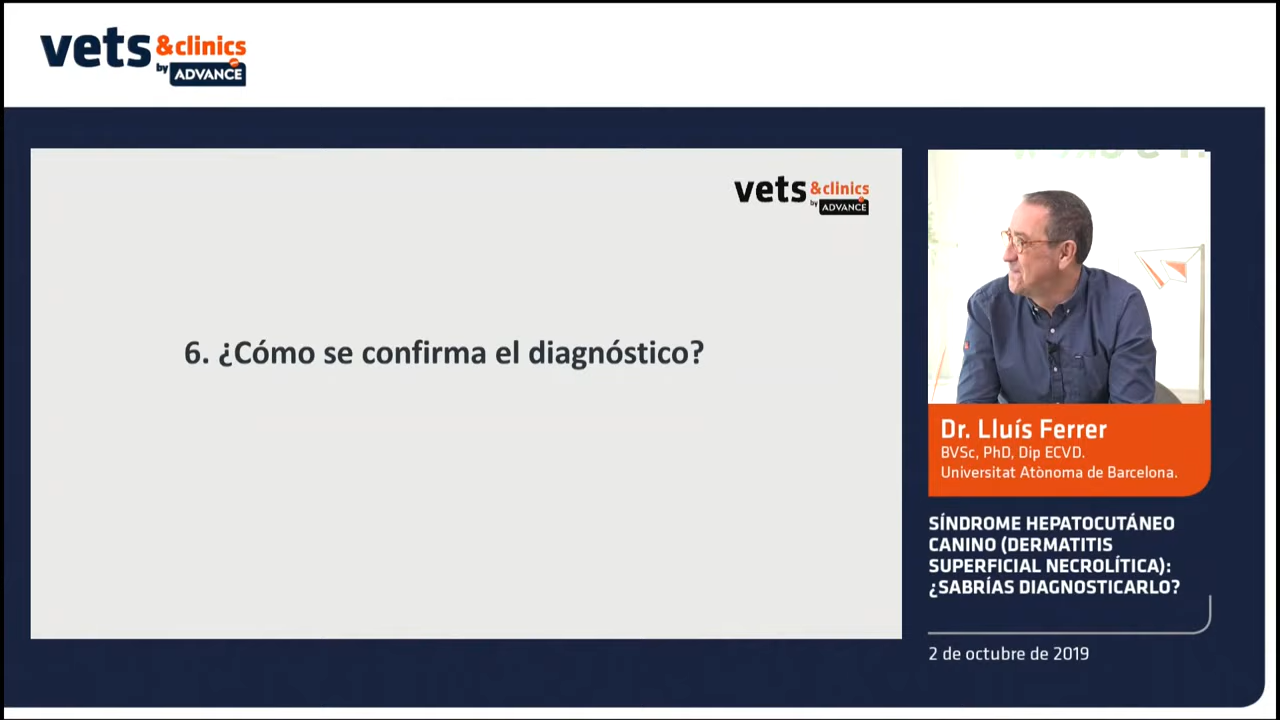 vets &clinics
by ADVANCE
vets &clinics
by ADVANCE
6. ¿Cómo se confirma el diagnóstico?
Dr. Lluís Ferrer
BVSc, PhD, Dip ECVD.
Universitat Autònoma de Barcelona.
SÍNDROME HEPATOCUTÁNEO
CANINO (DERMATITIS
SUPERFICIAL NECROLÍTICA):
¿SABRÍAS DIAGNOSTICARLO?
2 de octubre de 2019